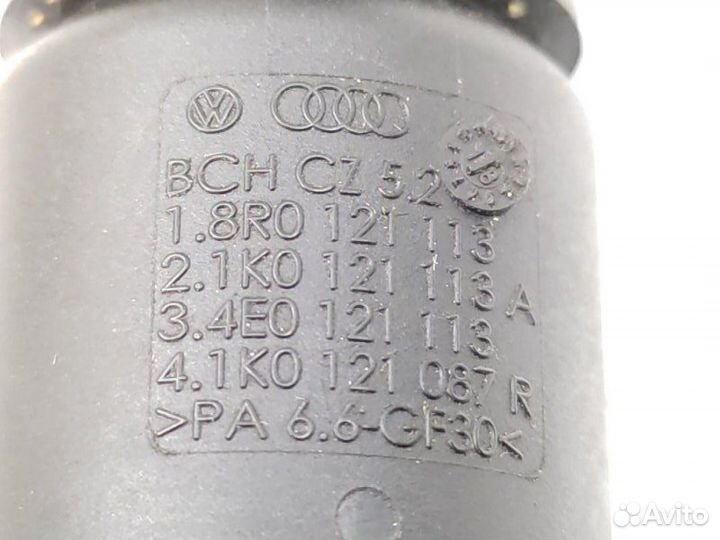 BCH CZ 5.2
1.8R0 121 113
2.1K0 121 113 A
3.4E0 121 113
4.1K0 121 087 R
>PA 6.6-GF30<
Avito